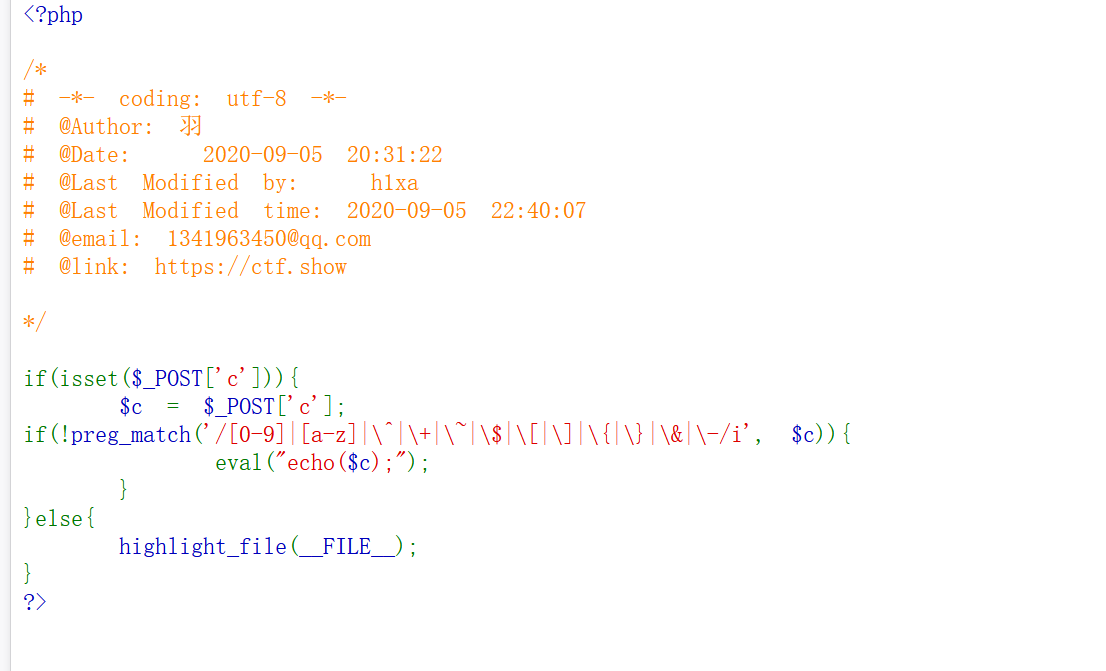 <?php
/*
# -*- coding: utf-8 -*-
# @Author: 羽
# @Date: 2020-09-05 20:31:22
# @Last Modified by: h1xa
# @Last Modified time: 2020-09-05 22:40:07
# @email: 1341963450@qq.com
# @link: https://ctf.show
*/
if(isset($_POST['c'])){
$c = $_POST['c'];
if(!preg_match('/[0-9]|[a-z]|\^|\+|\~|\$|\[|\]|\{|\}|\&|\-/i', $c)){
eval("echo($c);");
}
}else{
highlight_file(__FILE__);
}
?>